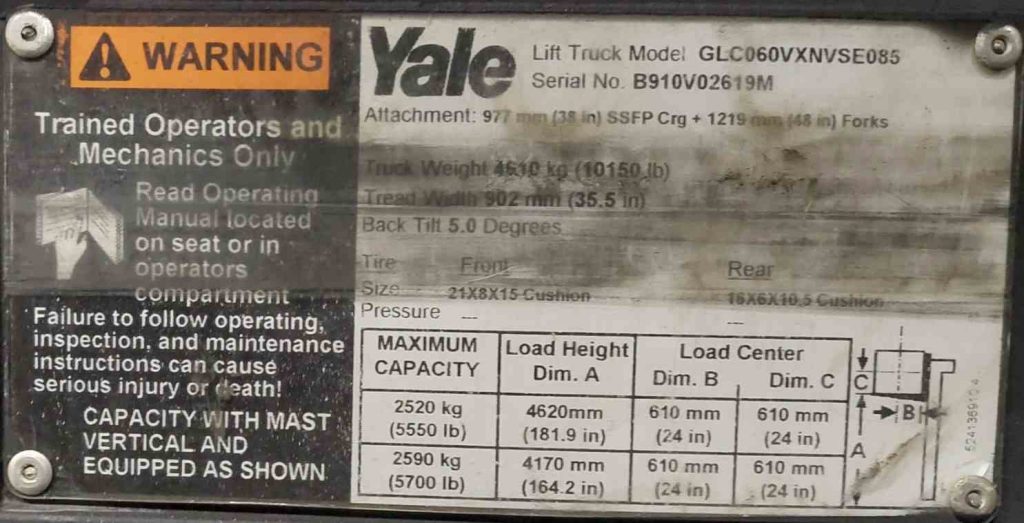 WARNING
Trained Operators and
Mechanics Only
Read Operating
Manual located
on seat or in
operators
compartment
Failure to follow operating,
inspection, and maintenance
instructions can cause
serious injury or death!
CAPACITY WITH MAST
VERTICAL AND
EQUIPPED AS SHOWN
Yale
Lift Truck Model GLC060VXNVSE085
Serial No. B910V02619M
Attachment: 977 mm (38 in) SSFP Crg + 1219 mm (48 in) Forks
Truck Weight 4610 kg (10150 lb)
Tread Width 902 mm (35.5 in)
Back Tilt 5.0 Degrees
Tire Front Rear
Size 21X8X15 Cushion 16X6X10.5 Cushion
Pressure __ __
MAXIMUM CAPACITY Load Height Dim. A Load Center Dim. B Dim. C
2520 kg 4620mm 610 mm 610 mm
(5550 lb) (181.9 in) (24 in) (24 in)
2590 kg 4170 mm 610 mm 610 mm
(5700 lb) (164.2 in) (24 in) (24 in)
C
B
A